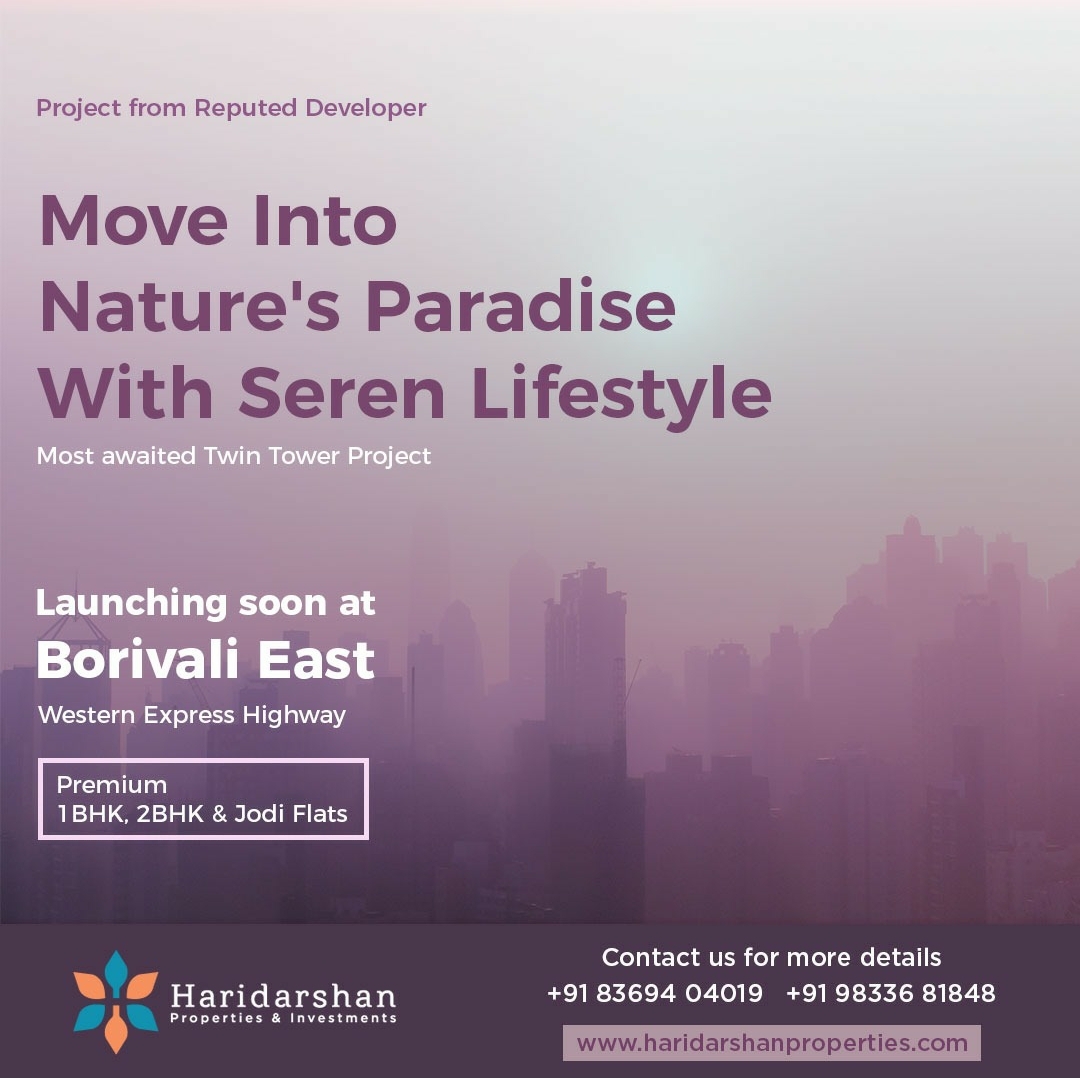 Project from Reputed Developer
Move Into
Nature's Paradise
With Seren Lifestyle
Most awaited Twin Tower Project
Launching soon at
Borivali East
Western Express Highway
Premium
1BHK, 2BHK & Jodi Flats
Haridarshan
Properties & Investments
Contact us for more details
+91 83694 04019 +91 98336 81848
www.haridarshanproperties.com